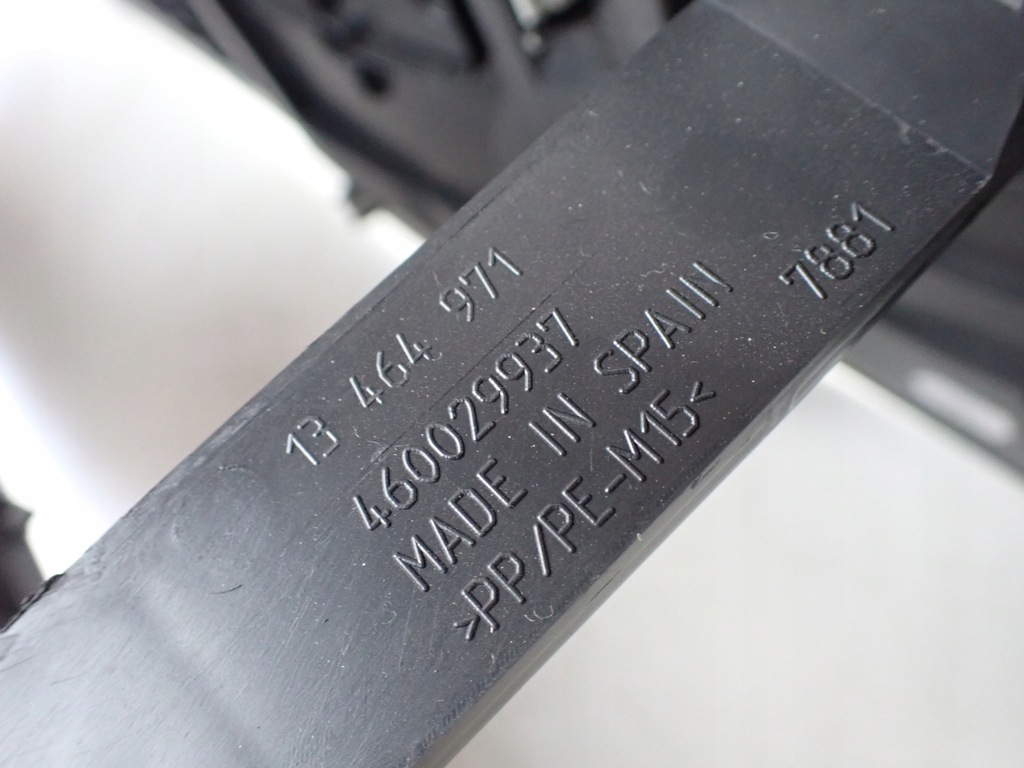 13 464 971
460029937
MADE IN SPAIN
>PP/PE-M15<
7881